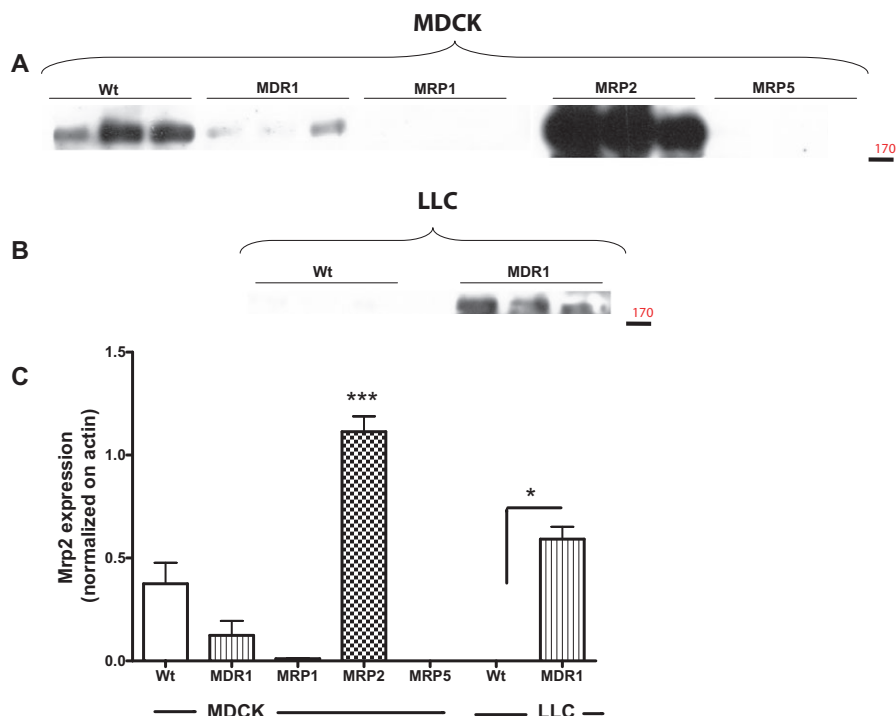 MDCK
A
Wt MDR1 MRP1 MRP2 MRP5
170
LLC
B
Wt MDR1
170
C
Mrp2 expression
(normalized on actin)
1.5
1.0
0.5
0.0
***
*
Wt MDR1 MRP1 MRP2 MRP5 Wt MDR1
MDCK LLC